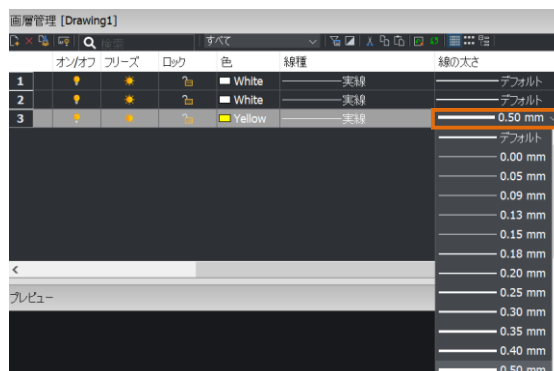 画層管理 [Drawing1]
検索 すべて
オン/オフ フリーズ ロック 色 線種 線の太さ
1 White 実線 デフォルト
2 White 実線 デフォルト
3 Yellow 実線 0.50 mm
デフォルト
0.00 mm
0.05 mm
0.09 mm
0.13 mm
0.15 mm
0.18 mm
0.20 mm
0.25 mm
0.30 mm
0.35 mm
0.40 mm
0.50 mm
プレビュー